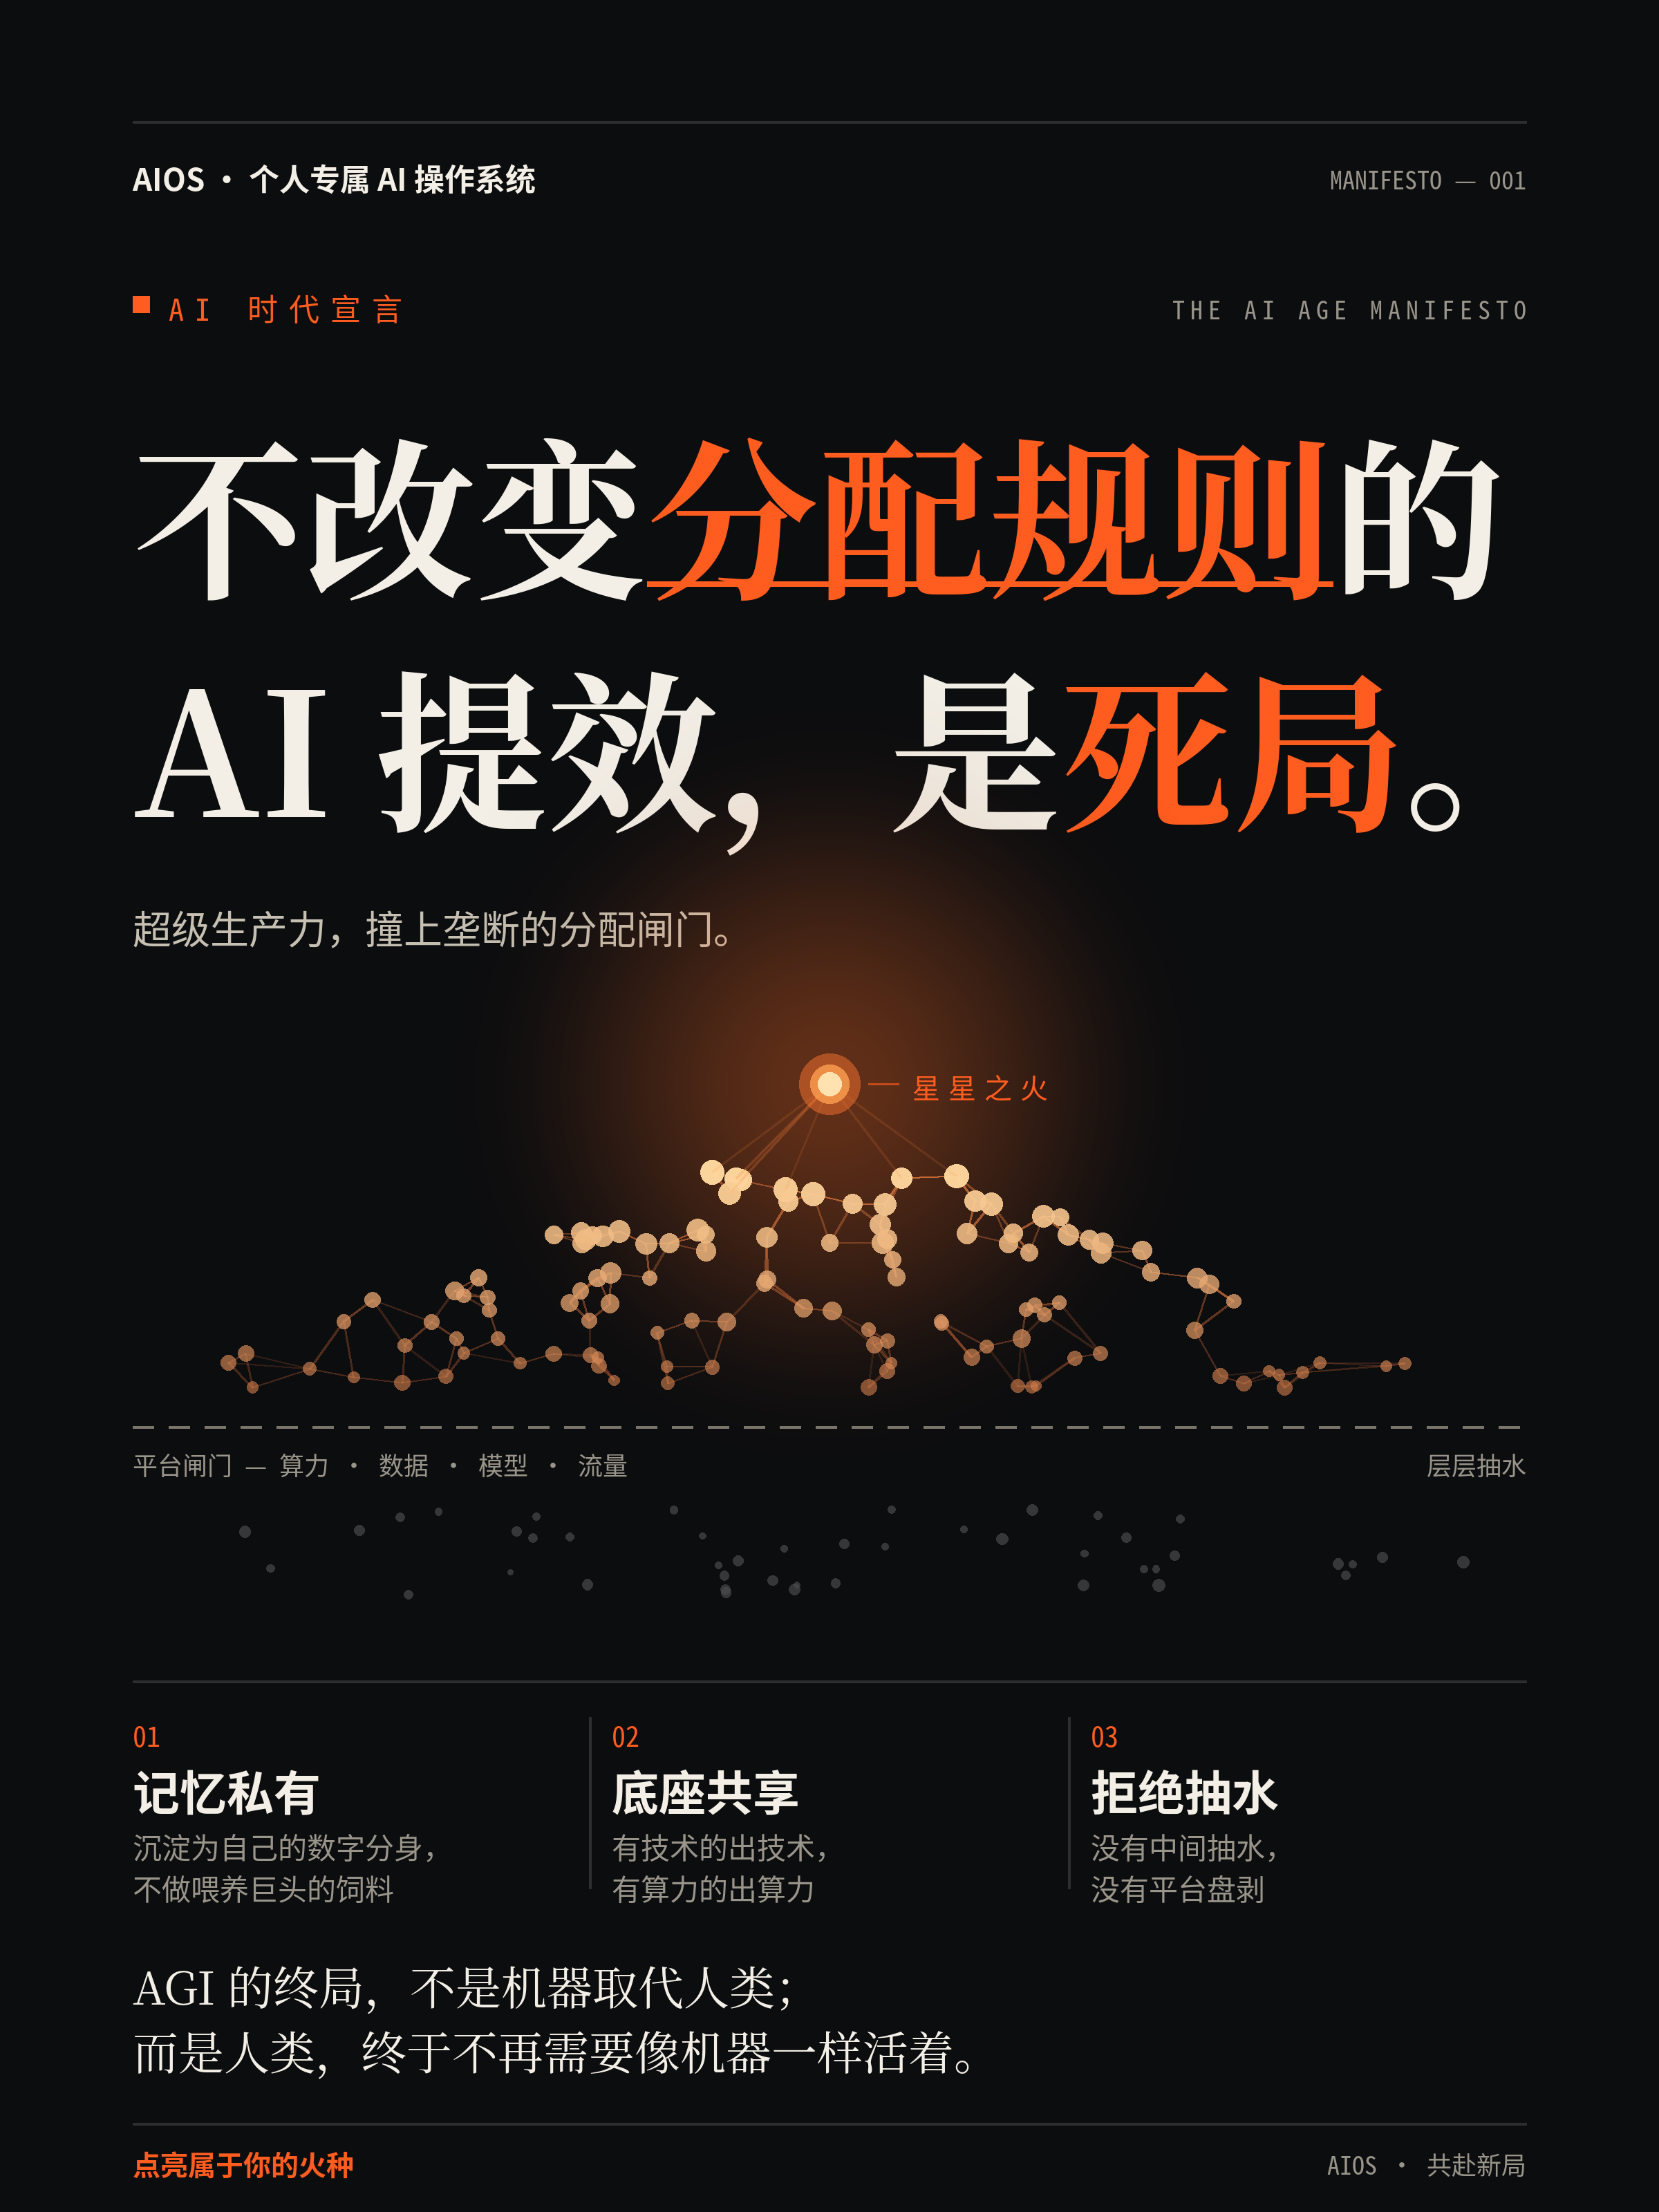 AIOS · 个人专属 AI 操作系统
MANIFESTO — 001
AI 时代宣言
THE AI AGE MANIFESTO
不改变分配规则的
AI 提效，是死局。
超级生产力，撞上垄断的分配闸门。
星星之火
平台闸门 — 算力 · 数据 · 模型 · 流量
层层抽水
01
记忆私有
沉淀为自己的数字分身，
不做喂养巨头的饲料
02
底座共享
有技术的出技术，
有算力的出算力
03
拒绝抽水
没有中间抽水，
没有平台盘剥
AGI 的终局，不是机器取代人类；
而是人类，终于不再需要像机器一样活着。
点亮属于你的火种
AIOS · 共赴新局